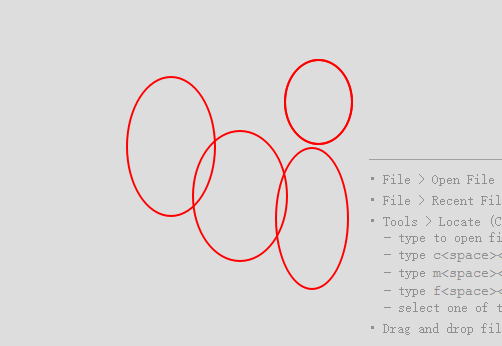 ▪ File > Open File
▪ File > Recent Fil
▪ Tools > Locate (C
– type to open fi
– type c<space><
– type m<space><
– type f<space><
– select one of t
▪ Drag and drop fil